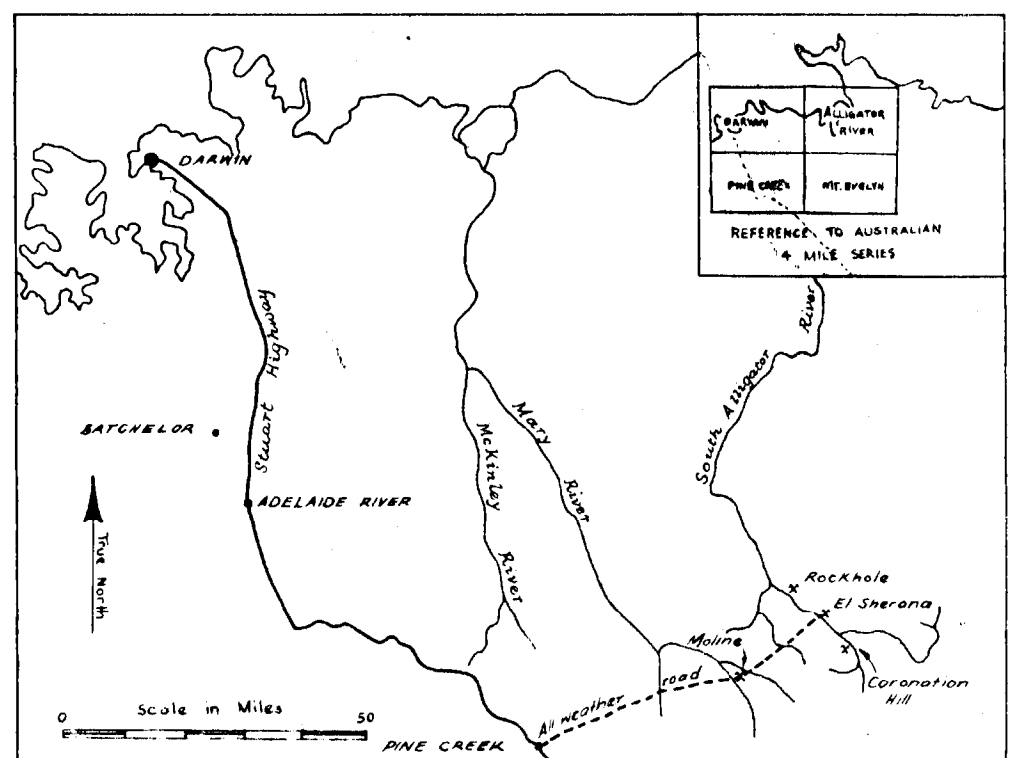 DARWIN
ALLIGATOR
RIVER
PINE CREEK
MT. EVELYN
REFERENCE TO AUSTRALIAN
4 MILE SERIES
DARWIN
Stuart Highway
BATCHELOR
ADELAIDE RIVER
True North
McKinley River
Mary River
South Alligator River
Rockhole
El Sherana
Moline
Coronation
Hill
All weather road
Scale in Miles
0 50
PINE CREEK